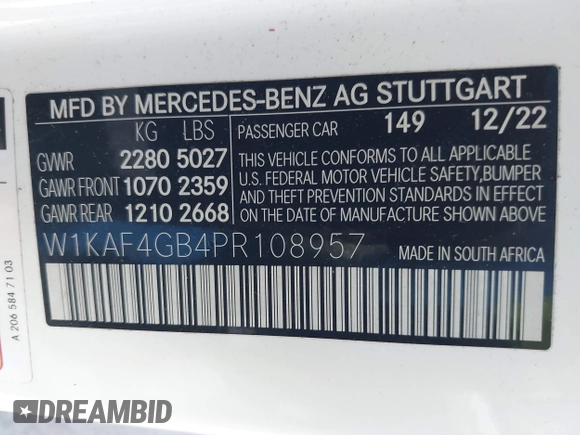 MFD BY MERCEDES-BENZ AG STUTTGART
KG LBS
GVWR 2280 5027
GAWR FRONT 1070 2359
GAWR REAR 1210 2668
PASSENGER CAR 149 12/22
THIS VEHICLE CONFORMS TO ALL APPLICABLE
U.S. FEDERAL MOTOR VEHICLE SAFETY, BUMPER
AND THEFT PREVENTION STANDARDS IN EFFECT
ON THE DATE OF MANUFACTURE SHOWN ABOVE.
W1KAF4GB4PR108957
MADE IN SOUTH AFRICA
A 206 584 71 03
DREAMBID